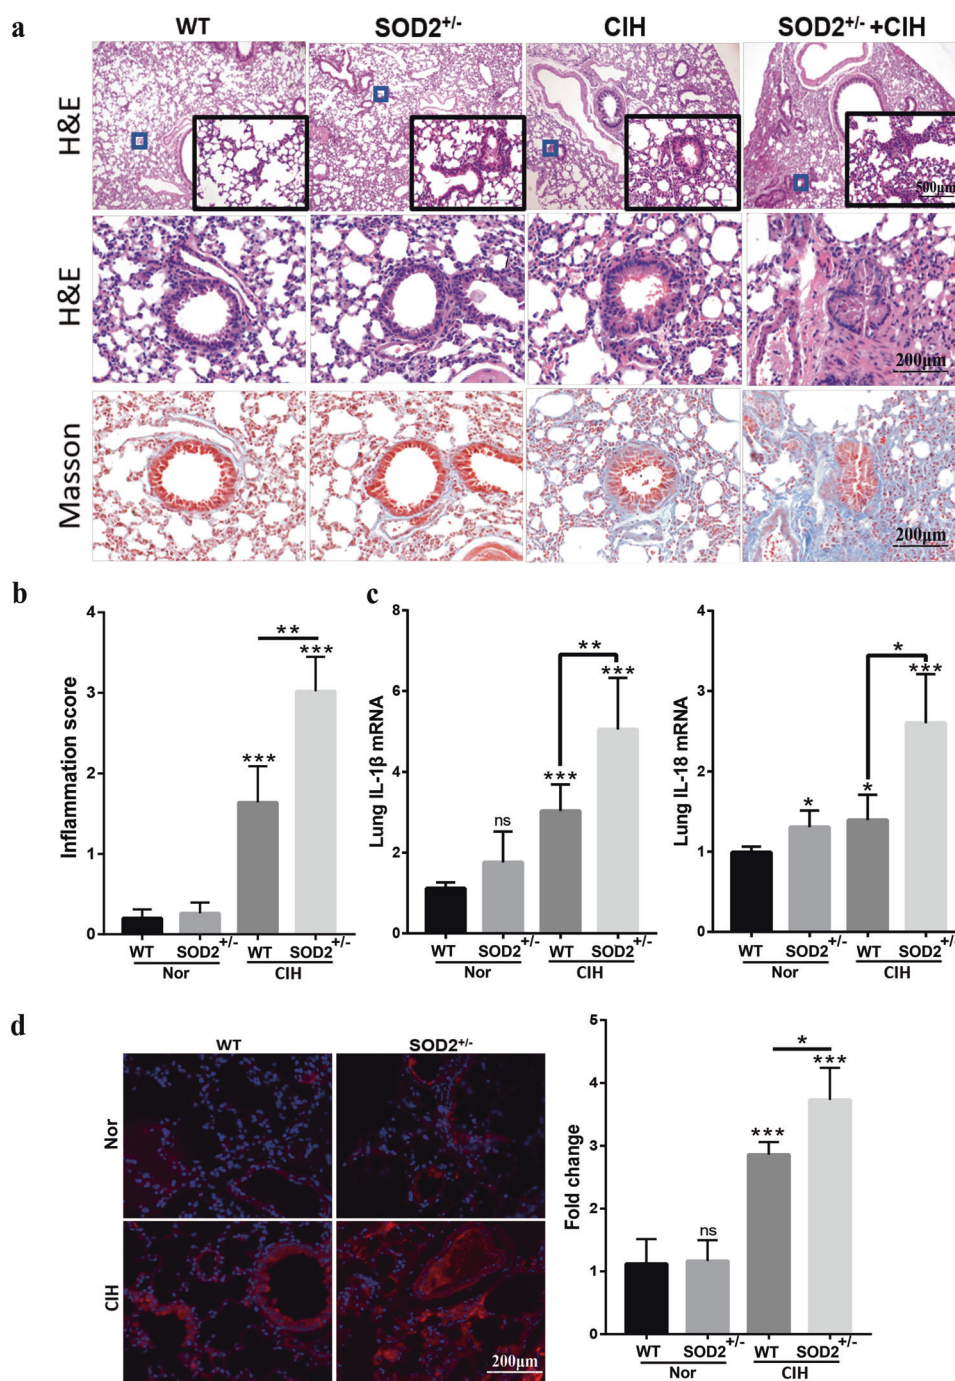 a
WT SOD2+/- CIH SOD2+/- +CIH
H&E
500μm
H&E
200μm
Masson
200μm
b
Inflammation score
4
3
2
1
0
**
***
***
WT SOD2+/- WT SOD2+/-
Nor CIH
c
Lung IL-1β mRNA
8
6
4
2
0
**
***
***
ns
WT SOD2+/- WT SOD2+/-
Nor CIH
Lung IL-18 mRNA
4
3
2
1
0
*
***
*
*
WT SOD2+/- WT SOD2+/-
Nor CIH
d
WT SOD2+/-
Nor
CIH
200μm
Fold change
5
4
3
2
1
0
*
***
***
ns
WT SOD2+/- WT SOD2+/-
Nor CIH